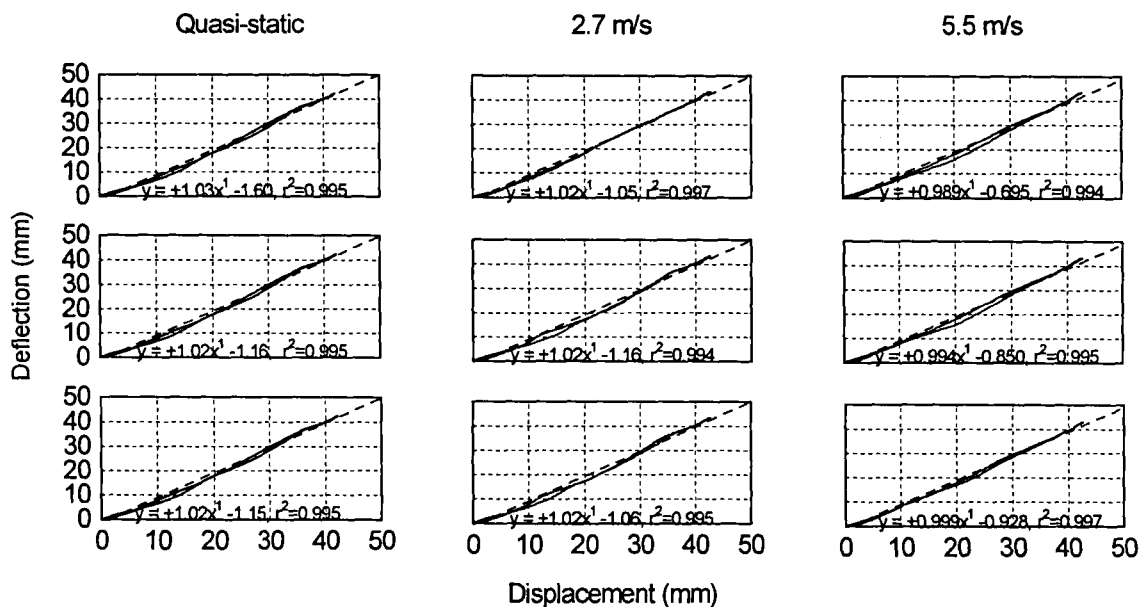 Quasi-static 2.7 m/s 5.5 m/s
50
40
30
20
10
0
y = +1.03x¹ -1.60, r²=0.995
y = +1.02x¹ -1.05, r²=0.997
y = +0.989x¹ -0.695, r²=0.994
Deflection (mm)
50
40
30
20
10
0
y = +1.02x¹ -1.16, r²=0.995
y = +1.02x¹ -1.16, r²=0.994
y = +0.994x¹ -0.850, r²=0.995
50
40
30
20
10
0
y = +1.02x¹ -1.15, r²=0.995
y = +1.02x¹ -1.06, r²=0.995
y = +0.999x¹ -0.928, r²=0.997
0 10 20 30 40 50 0 10 20 30 40 50 0 10 20 30 40 50
Displacement (mm)